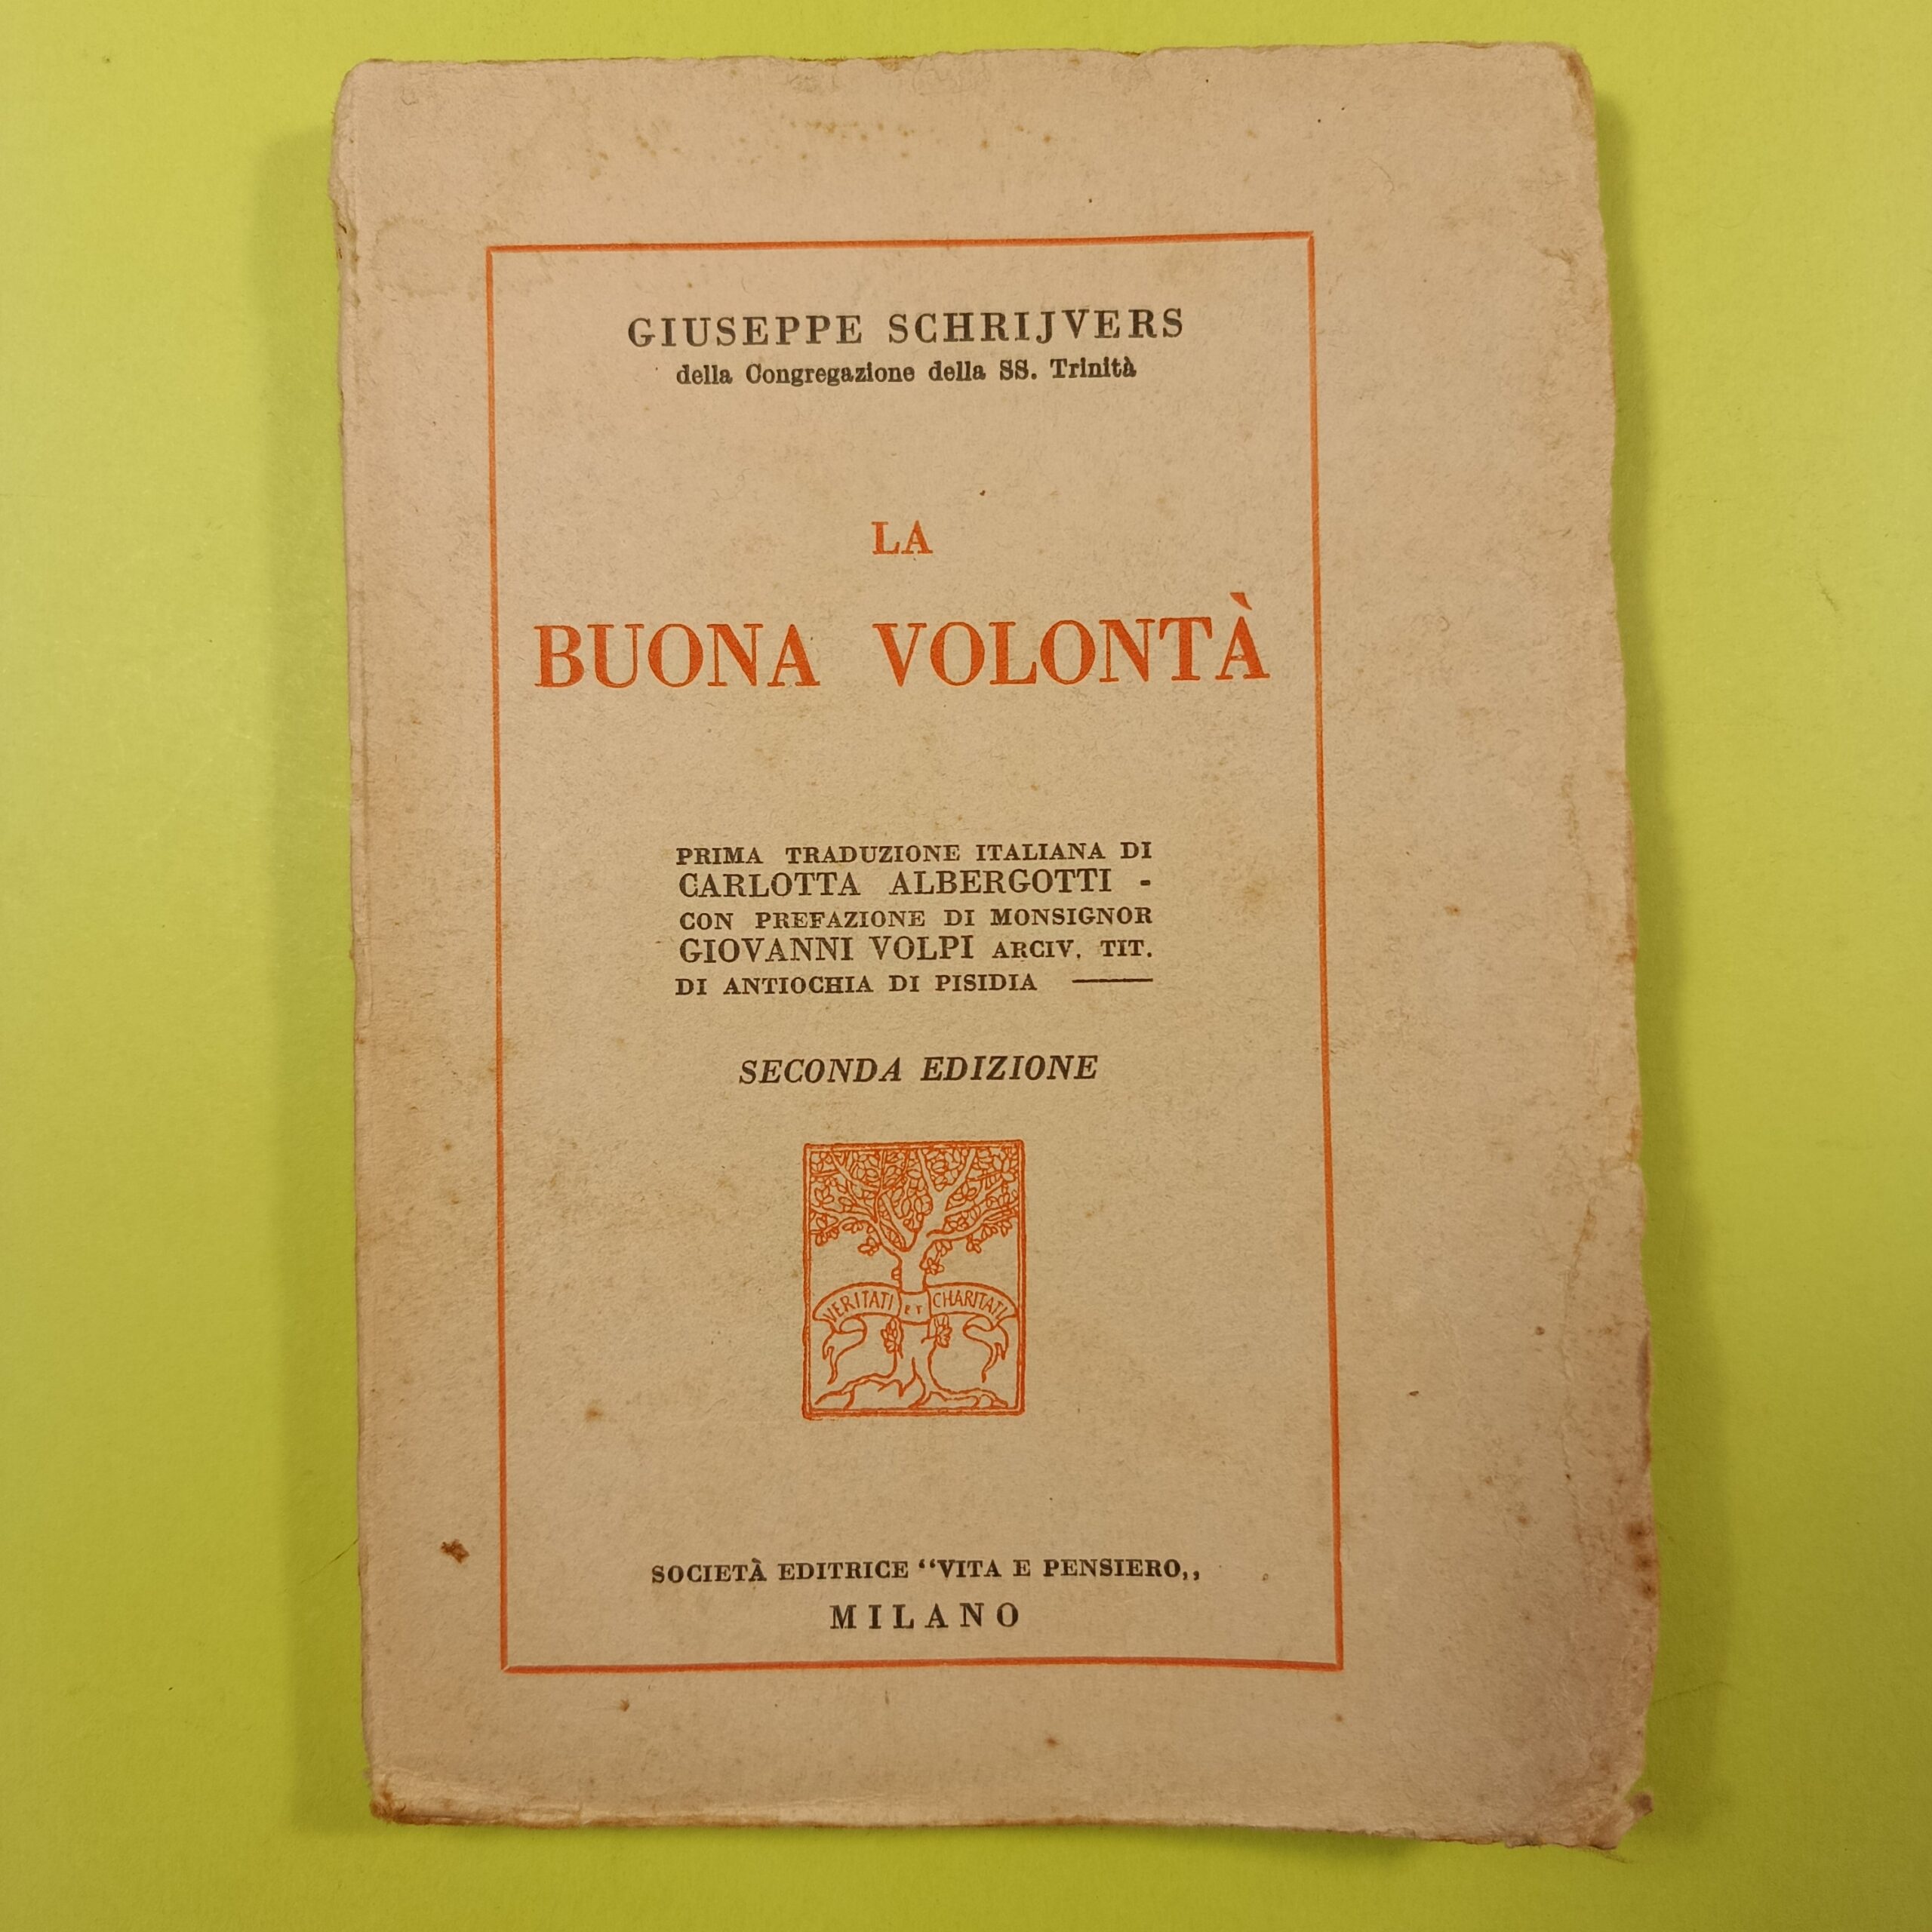 GIUSEPPE SCHRIJVERS
della Congregazione della SS. Trinità
LA
BUONA VOLONTÀ
PRIMA TRADUZIONE ITALIANA DI
CARLOTTA ALBERGOTTI -
CON PREFAZIONE DI MONSIGNOR
GIOVANNI VOLPI ARCIV. TIT.
DI ANTIOCHIA DI PISIDIA ———
SECONDA EDIZIONE
VERITATI ET CHARITATI
SOCIETÀ EDITRICE “VITA E PENSIERO„
MILANO